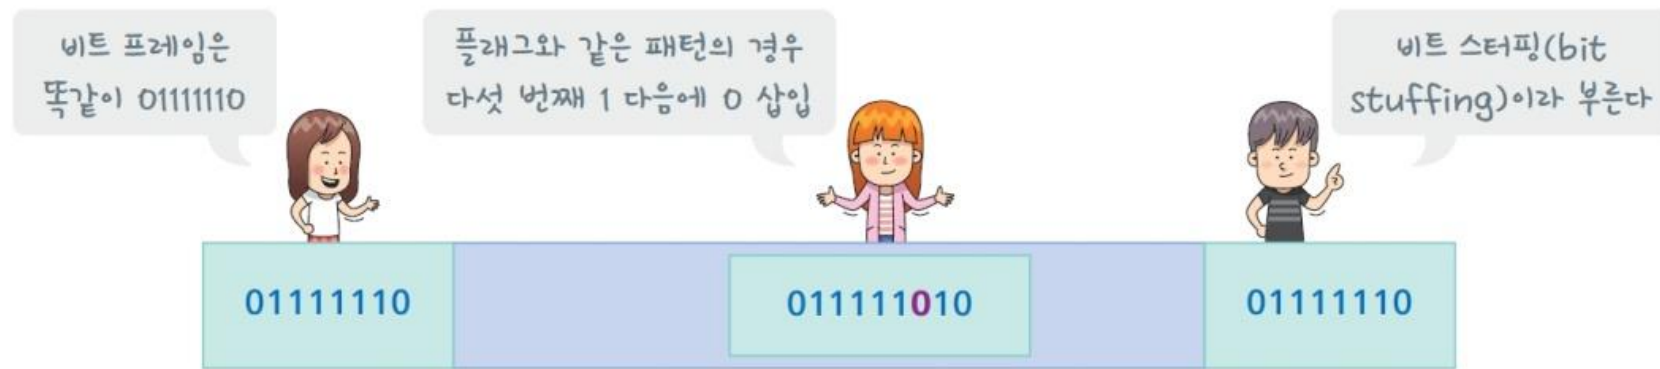 비트 프레임은
똑같이 01111110
플래그와 같은 패턴의 경우
다섯 번째 1 다음에 0 삽입
비트 스터핑(bit
stuffing)이라 부른다
01111110
011111010
01111110